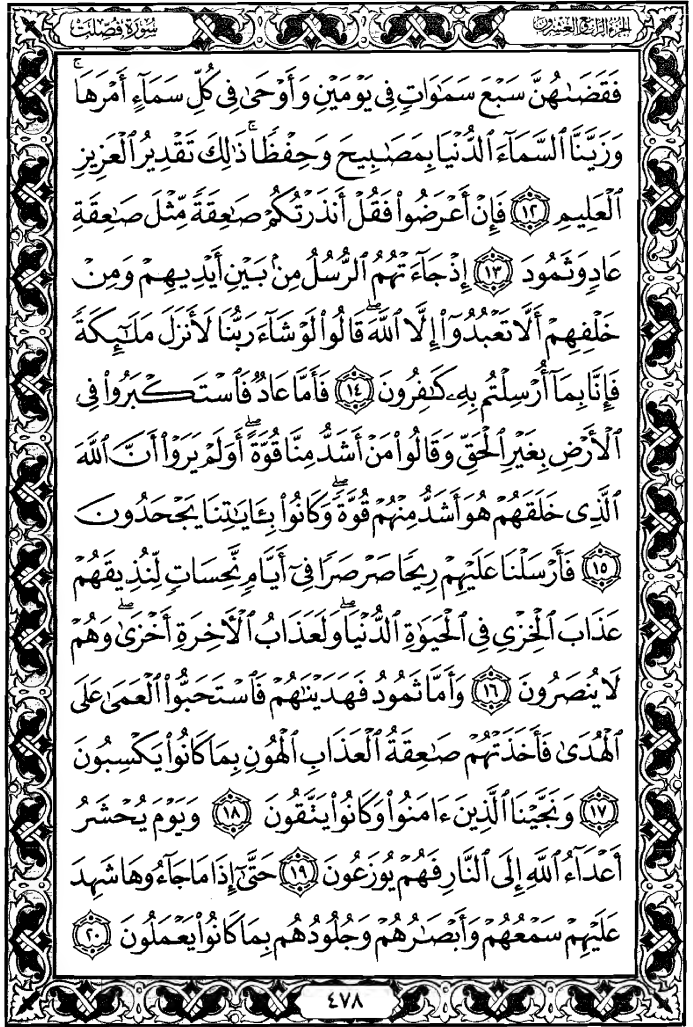 سُورَةُ فُصِّلَتۡ
الجُزءُ الرَّابِعُ وَالعِشْرُونَ
فَقَضَىٰهُنَّ سَبۡعَ سَمَٰوَاتٖ فِي يَوۡمَيۡنِ وَأَوۡحَىٰ فِي كُلِّ سَمَآءٍ أَمۡرَهَاۚ
وَزَيَّنَّا ٱلسَّمَآءَ ٱلدُّنۡيَا بِمَصَٰبِيحَ وَحِفۡظٗاۚ ذَٰلِكَ تَقۡدِيرُ ٱلۡعَزِيزِ
ٱلۡعَلِيمِ ١٢ فَإِنۡ أَعۡرَضُواْ فَقُلۡ أَنذَرۡتُكُمۡ صَٰعِقَةٗ مِّثۡلَ صَٰعِقَةِ
عَادٖ وَثَمُودَ ١٣ إِذۡ جَآءَتۡهُمُ ٱلرُّسُلُ مِنۢ بَيۡنِ أَيۡدِيهِمۡ وَمِنۡ
خَلۡفِهِمۡ أَلَّا تَعۡبُدُوٓاْ إِلَّا ٱللَّهَۖ قَالُواْ لَوۡ شَآءَ رَبُّنَا لَأَنزَلَ مَلَٰٓئِكَةٗ
فَإِنَّا بِمَآ أُرۡسِلۡتُم بِهِۦ كَٰفِرُونَ ١٤ فَأَمَّا عَادٞ فَٱسۡتَكۡبَرُواْ فِي
ٱلۡأَرۡضِ بِغَيۡرِ ٱلۡحَقِّ وَقَالُواْ مَنۡ أَشَدُّ مِنَّا قُوَّةًۖ أَوَلَمۡ يَرَوۡاْ أَنَّ ٱللَّهَ
ٱلَّذِي خَلَقَهُمۡ هُوَ أَشَدُّ مِنۡهُمۡ قُوَّةٗۖ وَكَانُواْ بِـَٔايَٰتِنَا يَجۡحَدُونَ
١٥ فَأَرۡسَلۡنَا عَلَيۡهِمۡ رِيحٗا صَرۡصَرٗا فِيٓ أَيَّامٖ نَّحِسَاتٖ لِّنُذِيقَهُمۡ
عَذَابَ ٱلۡخِزۡيِ فِي ٱلۡحَيَوٰةِ ٱلدُّنۡيَاۖ وَلَعَذَابُ ٱلۡأٓخِرَةِ أَخۡزَىٰۖ وَهُمۡ
لَا يُنصَرُونَ ١٦ وَأَمَّا ثَمُودُ فَهَدَيۡنَٰهُمۡ فَٱسۡتَحَبُّواْ ٱلۡعَمَىٰ عَلَى
ٱلۡهُدَىٰ فَأَخَذَتۡهُمۡ صَٰعِقَةُ ٱلۡعَذَابِ ٱلۡهُونِ بِمَا كَانُواْ يَكۡسِبُونَ
١٧ وَنَجَّيۡنَا ٱلَّذِينَ ءَامَنُواْ وَكَانُواْ يَتَّقُونَ ١٨ وَيَوۡمَ يُحۡشَرُ
أَعۡدَآءُ ٱللَّهِ إِلَى ٱلنَّارِ فَهُمۡ يُوزَعُونَ ١٩ حَتَّىٰٓ إِذَا مَا جَآءُوهَا شَهِدَ
عَلَيۡهِمۡ سَمۡعُهُمۡ وَأَبۡصَٰرُهُمۡ وَجُلُودُهُم بِمَا كَانُواْ يَعۡمَلُونَ ٢٠
٤٧٨